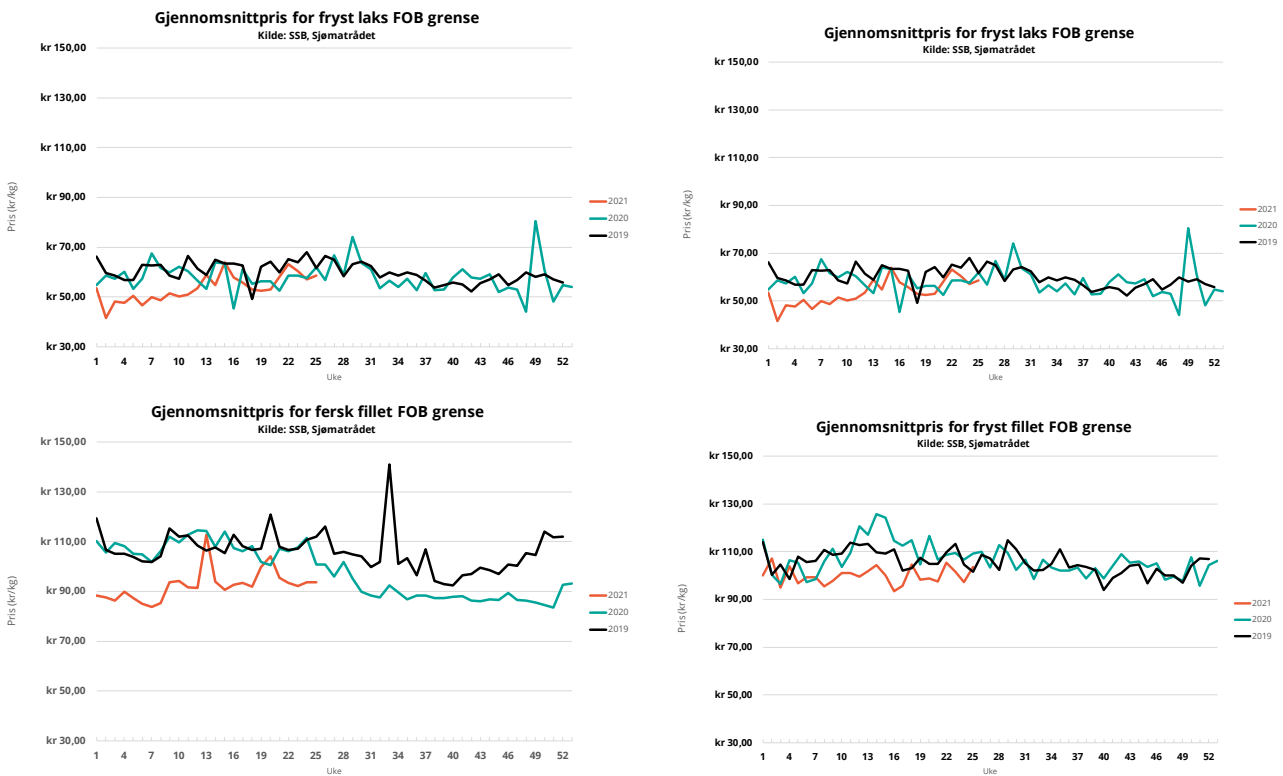 Gjennomsnittpris for fryst laks FOB grense
Kilde: SSB, Sjømatrådet
kr 150,00
kr 130,00
kr 110,00
kr 90,00
kr 70,00
kr 50,00
kr 30,00
Pris (kr/kg)
1 4 7 10 13 16 19 22 25 28 31 34 37 40 43 46 49 52
Uke
2021
2020
2019
Gjennomsnittpris for fryst laks FOB grense
Kilde: SSB, Sjømatrådet
kr 150,00
kr 130,00
kr 110,00
kr 90,00
kr 70,00
kr 50,00
kr 30,00
Pris (kr/kg)
1 4 7 10 13 16 19 22 25 28 31 34 37 40 43 46 49 52
Uke
2021
2020
2019
Gjennomsnittpris for fersk fillet FOB grense
Kilde: SSB, Sjømatrådet
kr 150,00
kr 130,00
kr 110,00
kr 90,00
kr 70,00
kr 50,00
kr 30,00
Pris (kr/kg)
1 4 7 10 13 16 19 22 25 28 31 34 37 40 43 46 49 52
Uke
2021
2020
2019
Gjennomsnittpris for fryst fillet FOB grense
Kilde: SSB, Sjømatrådet
kr 150,00
kr 130,00
kr 110,00
kr 90,00
kr 70,00
kr 50,00
kr 30,00
Pris (kr/kg)
1 4 7 10 13 16 19 22 25 28 31 34 37 40 43 46 49 52
Uke
2021
2020
2019